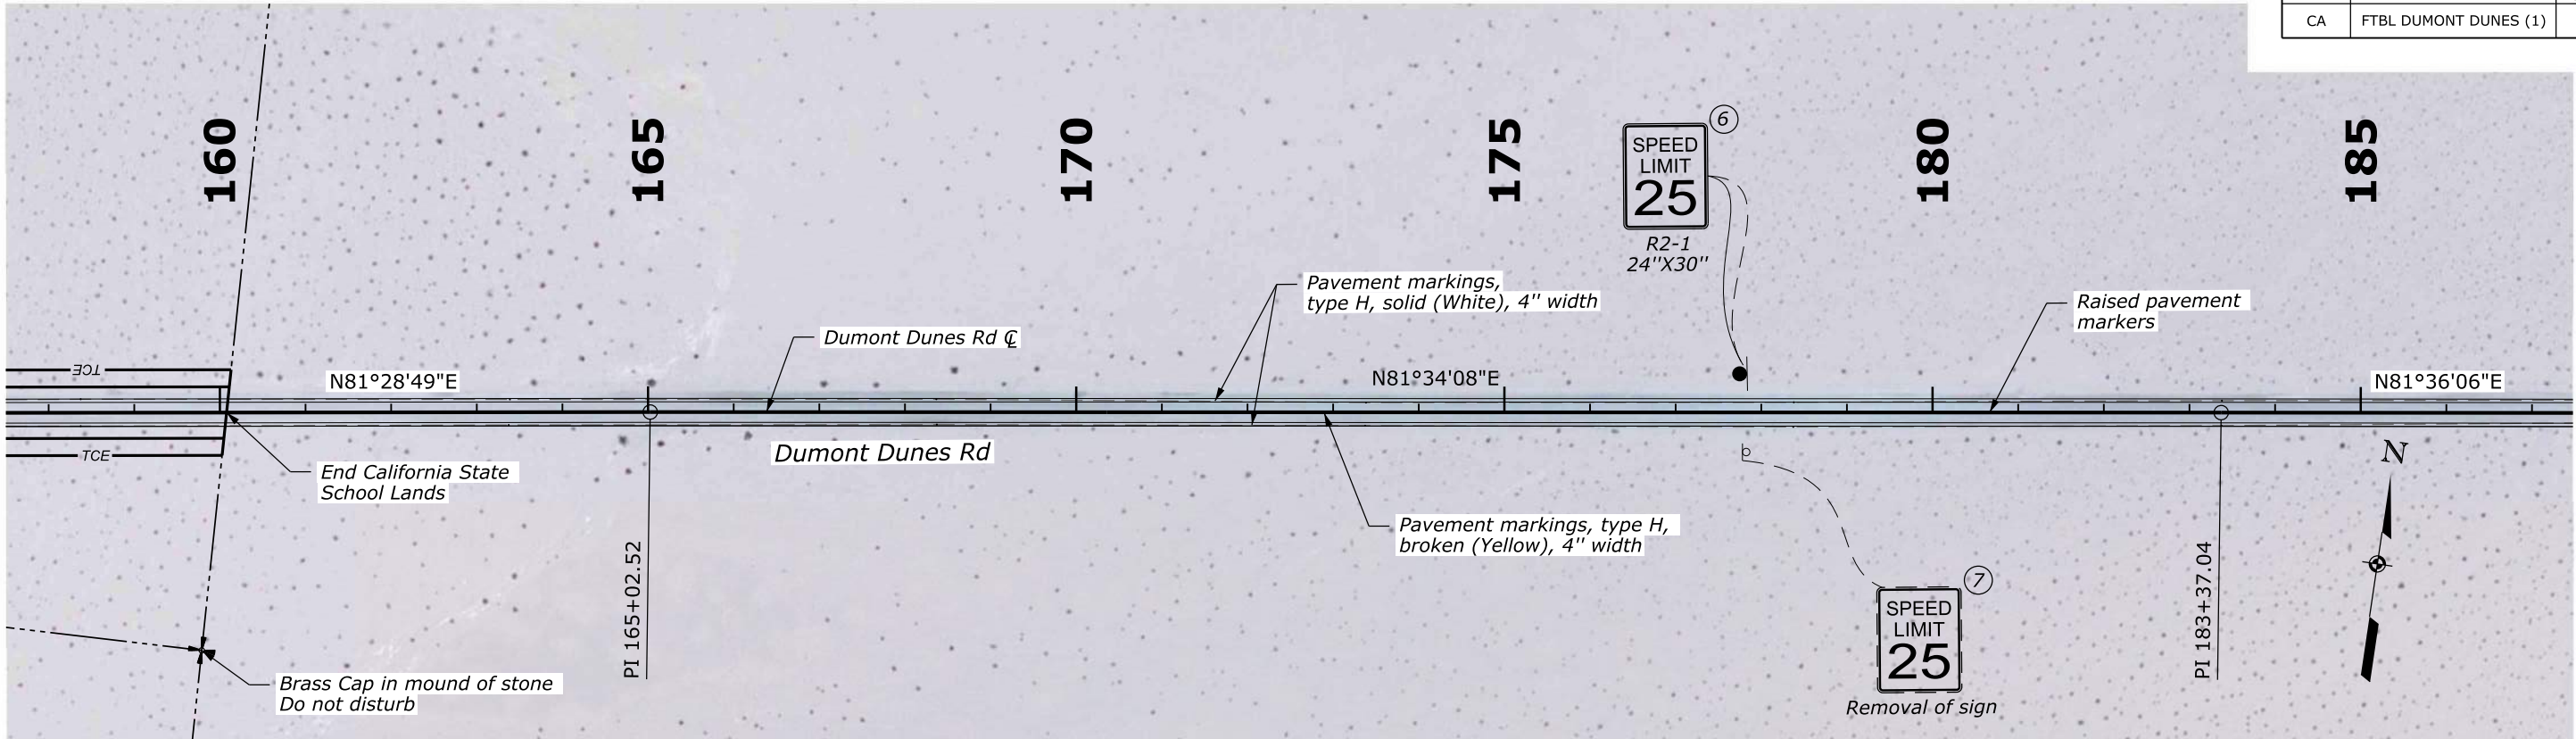 CA FTBL DUMONT DUNES (1)
160
165
170
175
180
185
6
SPEED
LIMIT
25
R2-1
24"X30"
Pavement markings,
type H, solid (White), 4" width
Raised pavement
markers
Dumont Dunes Rd ℄
TCE
N81°28'49"E
N81°34'08"E
N81°36'06"E
TCE
Dumont Dunes Rd
End California State
School Lands
N
Pavement markings, type H,
broken (Yellow), 4" width
PI 165+02.52
PI 183+37.04
7
SPEED
LIMIT
25
Removal of sign
Brass Cap in mound of stone
Do not disturb